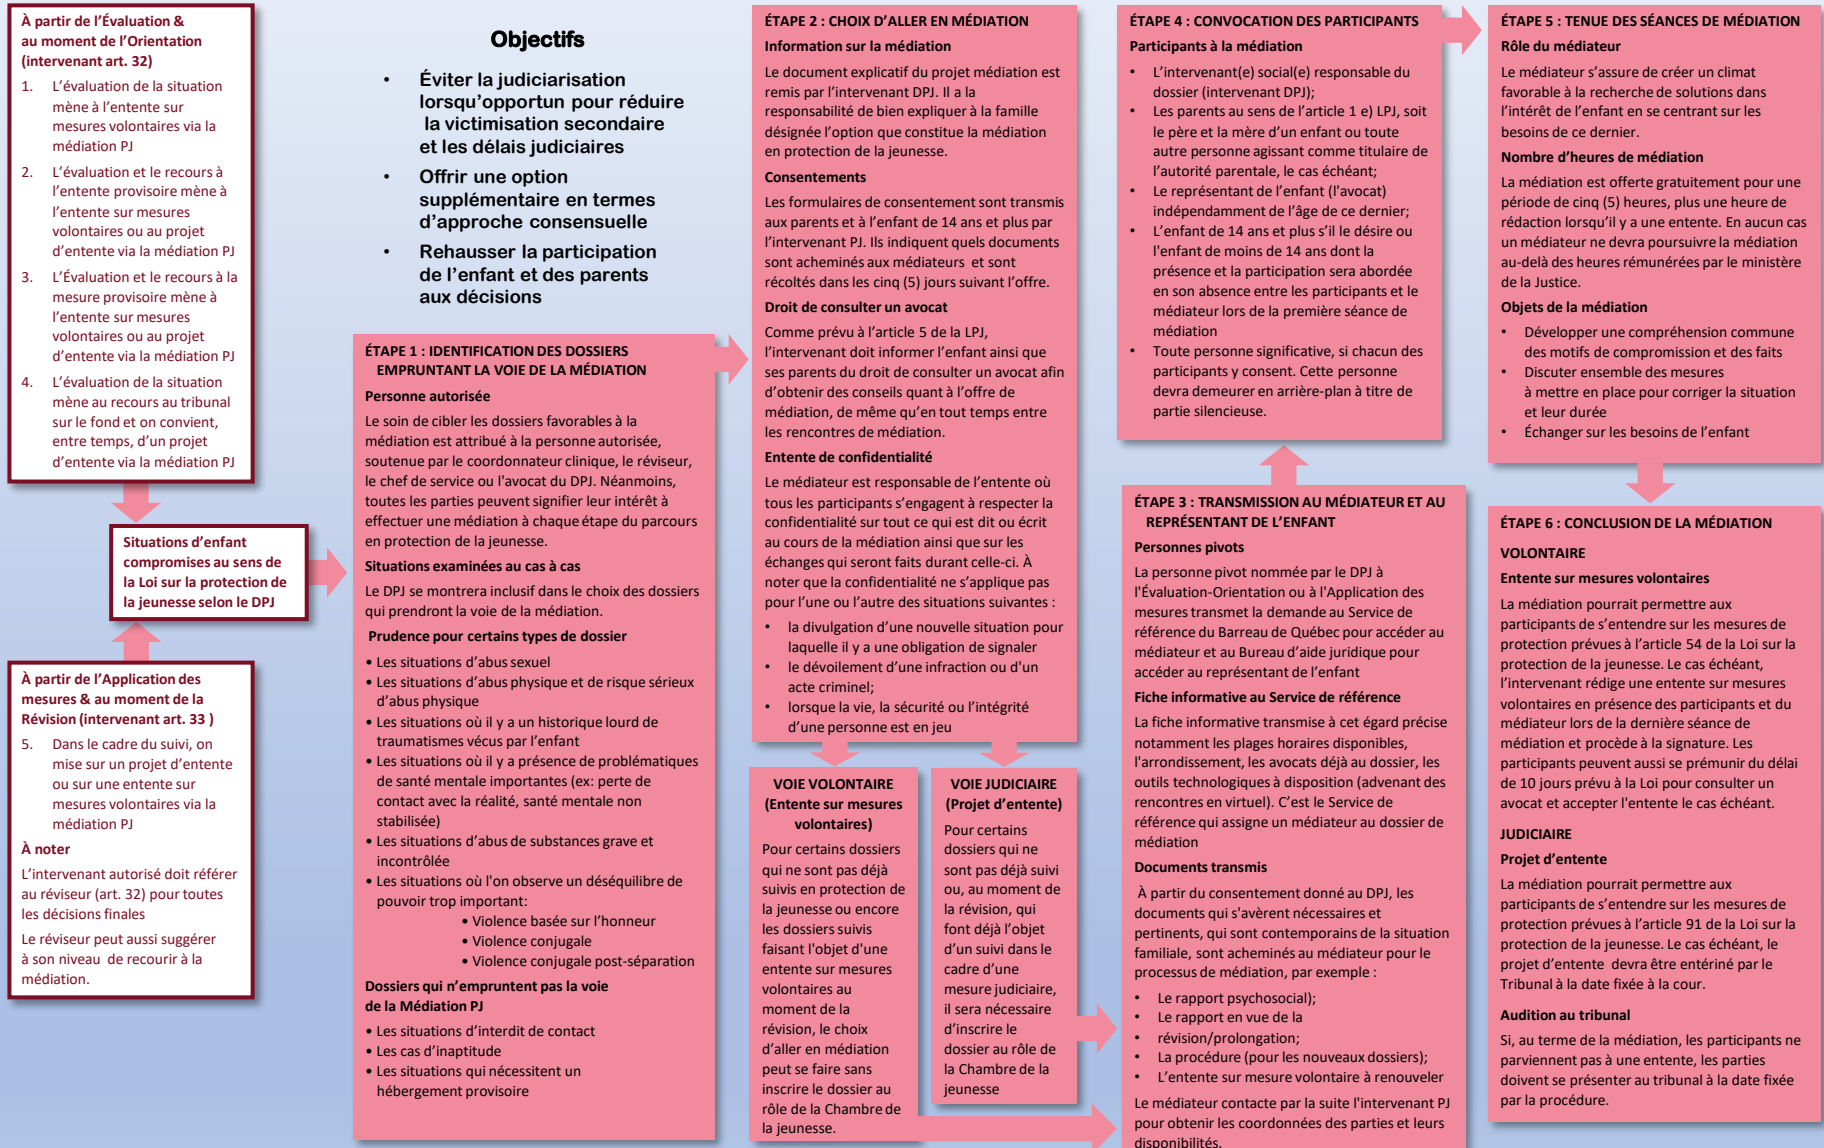 À partir de l’Évaluation &
au moment de l’Orientation
(intervenant art. 32)
1. L’évaluation de la situation
mène à l’entente sur
mesures volontaires via la
médiation PJ
2. L’évaluation et le recours à
l’entente provisoire mène à
l’entente sur mesures
volontaires ou au projet
d’entente via la médiation PJ
3. L’Évaluation et le recours à la
mesure provisoire mène à
l’entente sur mesures
volontaires ou au projet
d’entente via la médiation PJ
4. L’évaluation de la situation
mène au recours au tribunal
sur le fond et on convient,
entre temps, d’un projet
d’entente via la médiation PJ
Situations d’enfant
compromises au sens de
la Loi sur la protection de
la jeunesse selon le DPJ
À partir de l’Application des
mesures & au moment de la
Révision (intervenant art. 33 )
5. Dans le cadre du suivi, on
mise sur un projet d’entente
ou sur une entente sur
mesures volontaires via la
médiation PJ
À noter
L’intervenant autorisé doit référer
au réviseur (art. 32) pour toutes
les décisions finales
Le réviseur peut aussi suggérer
à son niveau de recourir à la
médiation.
Objectifs
• Éviter la judiciarisation
lorsqu’opportun pour réduire
la victimisation secondaire
et les délais judiciaires
• Offrir une option
supplémentaire en termes
d’approche consensuelle
• Rehausser la participation
de l’enfant et des parents
aux décisions
ÉTAPE 1 : IDENTIFICATION DES DOSSIERS
EMPRUNTANT LA VOIE DE LA MÉDIATION
Personne autorisée
Le soin de cibler les dossiers favorables à la
médiation est attribué à la personne autorisée,
soutenue par le coordonnateur clinique, le réviseur,
le chef de service ou l'avocat du DPJ. Néanmoins,
toutes les parties peuvent signifier leur intérêt à
effectuer une médiation à chaque étape du parcours
en protection de la jeunesse.
Situations examinées au cas à cas
Le DPJ se montrera inclusif dans le choix des dossiers
qui prendront la voie de la médiation.
Prudence pour certains types de dossier
• Les situations d’abus sexuel
• Les situations d’abus physique et de risque sérieux
d’abus physique
• Les situations où il y a un historique lourd de
traumatismes vécus par l’enfant
• Les situations où il y a présence de problématiques
de santé mentale importantes (ex: perte de
contact avec la réalité, santé mentale non
stabilisée)
• Les situations d’abus de substances grave et
incontrôlée
• Les situations où l'on observe un déséquilibre de
pouvoir trop important:
• Violence basée sur l’honneur
• Violence conjugale
• Violence conjugale post-séparation
Dossiers qui n’empruntent pas la voie
de la Médiation PJ
• Les situations d’interdit de contact
• Les cas d’inaptitude
• Les situations qui nécessitent un
hébergement provisoire
ÉTAPE 2 : CHOIX D’ALLER EN MÉDIATION
Information sur la médiation
Le document explicatif du projet médiation est
remis par l’intervenant DPJ. Il a la
responsabilité de bien expliquer à la famille
désignée l’option que constitue la médiation
en protection de la jeunesse.
Consentements
Les formulaires de consentement sont transmis
aux parents et à l’enfant de 14 ans et plus par
l’intervenant PJ. Ils indiquent quels documents
sont acheminés aux médiateurs et sont
récoltés dans les cinq (5) jours suivant l’offre.
Droit de consulter un avocat
Comme prévu à l’article 5 de la LPJ,
l’intervenant doit informer l’enfant ainsi que
ses parents du droit de consulter un avocat afin
d’obtenir des conseils quant à l’offre de
médiation, de même qu’en tout temps entre
les rencontres de médiation.
Entente de confidentialité
Le médiateur est responsable de l’entente où
tous les participants s’engagent à respecter la
confidentialité sur tout ce qui est dit ou écrit
au cours de la médiation ainsi que sur les
échanges qui seront faits durant celle-ci. À
noter que la confidentialité ne s’applique pas
pour l’une ou l’autre des situations suivantes :
• la divulgation d’une nouvelle situation pour
laquelle il y a une obligation de signaler
• le dévoilement d’une infraction ou d'un
acte criminel;
• lorsque la vie, la sécurité ou l’intégrité
d’une personne est en jeu
VOIE VOLONTAIRE
(Entente sur mesures
volontaires)
Pour certains dossiers
qui ne sont pas déjà
suivis en protection de
la jeunesse ou encore
les dossiers suivis
faisant l'objet d'une
entente sur mesures
volontaires au
moment de la
révision, le choix
d’aller en médiation
peut se faire sans
inscrire le dossier au
rôle de la Chambre de
la jeunesse.
VOIE JUDICIAIRE
(Projet d’entente)
Pour certains
dossiers qui ne
sont pas déjà suivi
ou, au moment de
la révision, qui
font déjà l’objet
d’un suivi dans le
cadre d’une
mesure judiciaire,
il sera nécessaire
d’inscrire le
dossier au rôle de
la Chambre de la
jeunesse
ÉTAPE 4 : CONVOCATION DES PARTICIPANTS
Participants à la médiation
• L’intervenant(e) social(e) responsable du
dossier (intervenant DPJ);
• Les parents au sens de l’article 1 e) LPJ, soit
le père et la mère d’un enfant ou toute
autre personne agissant comme titulaire de
l’autorité parentale, le cas échéant;
• Le représentant de l’enfant (l'avocat)
indépendamment de l’âge de ce dernier;
• L’enfant de 14 ans et plus s’il le désire ou
l'enfant de moins de 14 ans dont la
présence et la participation sera abordée
en son absence entre les participants et le
médiateur lors de la première séance de
médiation
• Toute personne significative, si chacun des
participants y consent. Cette personne
devra demeurer en arrière-plan à titre de
partie silencieuse.
ÉTAPE 3 : TRANSMISSION AU MÉDIATEUR ET AU
REPRÉSENTANT DE L’ENFANT
Personnes pivots
La personne pivot nommée par le DPJ à
l'Évaluation-Orientation ou à l'Application des
mesures transmet la demande au Service de
référence du Barreau de Québec pour accéder au
médiateur et au Bureau d’aide juridique pour
accéder au représentant de l’enfant
Fiche informative au Service de référence
La fiche informative transmise à cet égard précise
notamment les plages horaires disponibles,
l'arrondissement, les avocats déjà au dossier, les
outils technologiques à disposition (advenant des
rencontres en virtuel). C’est le Service de
référence qui assigne un médiateur au dossier de
médiation
Documents transmis
À partir du consentement donné au DPJ, les
documents qui s'avèrent nécessaires et
pertinents, qui sont contemporains de la situation
familiale, sont acheminés au médiateur pour le
processus de médiation, par exemple :
• Le rapport psychosocial);
• Le rapport en vue de la
• révision/prolongation;
• La procédure (pour les nouveaux dossiers);
• L’entente sur mesure volontaire à renouveler
Le médiateur contacte par la suite l'intervenant PJ
pour obtenir les coordonnées des parties et leurs
disponibilités.
ÉTAPE 5 : TENUE DES SÉANCES DE MÉDIATION
Rôle du médiateur
Le médiateur s’assure de créer un climat
favorable à la recherche de solutions dans
l’intérêt de l’enfant en se centrant sur les
besoins de ce dernier.
Nombre d’heures de médiation
La médiation est offerte gratuitement pour une
période de cinq (5) heures, plus une heure de
rédaction lorsqu’il y a une entente. En aucun cas
un médiateur ne devra poursuivre la médiation
au-delà des heures rémunérées par le ministère
de la Justice.
Objets de la médiation
• Développer une compréhension commune
des motifs de compromission et des faits
• Discuter ensemble des mesures
à mettre en place pour corriger la situation
et leur durée
• Échanger sur les besoins de l’enfant
ÉTAPE 6 : CONCLUSION DE LA MÉDIATION
VOLONTAIRE
Entente sur mesures volontaires
La médiation pourrait permettre aux
participants de s’entendre sur les mesures de
protection prévues à l’article 54 de la Loi sur la
protection de la jeunesse. Le cas échéant,
l’intervenant rédige une entente sur mesures
volontaires en présence des participants et du
médiateur lors de la dernière séance de
médiation et procède à la signature. Les
participants peuvent aussi se prémunir du délai
de 10 jours prévu à la Loi pour consulter un
avocat et accepter l'entente le cas échéant.
JUDICIAIRE
Projet d’entente
La médiation pourrait permettre aux
participants de s’entendre sur les mesures de
protection prévues à l’article 91 de la Loi sur la
protection de la jeunesse. Le cas échéant, le
projet d’entente devra être entériné par le
Tribunal à la date fixée à la cour.
Audition au tribunal
Si, au terme de la médiation, les participants ne
parviennent pas à une entente, les parties
doivent se présenter au tribunal à la date fixée
par la procédure.